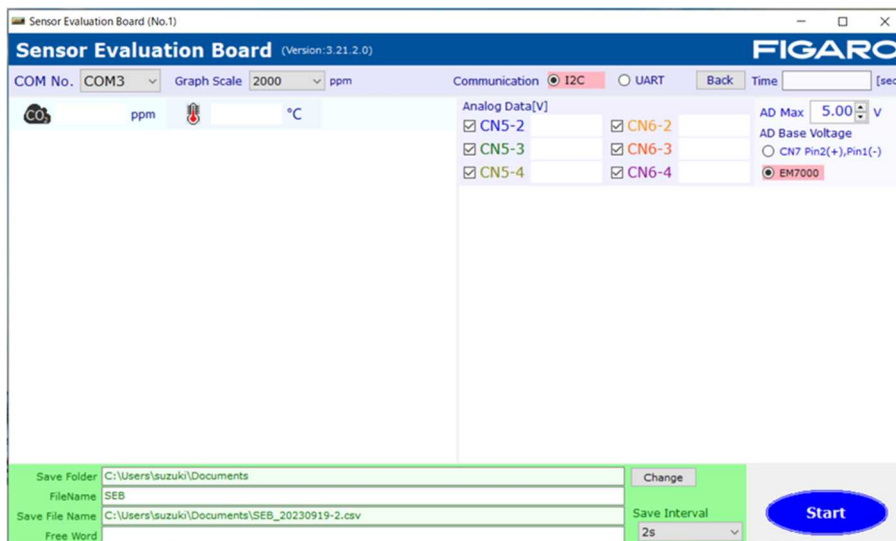 Sensor Evaluation Board (No.1)
Sensor Evaluation Board (Version:3.21.2.0) FIGARO
COM No. COM3 Graph Scale 2000 ppm Communication I2C UART Back Time [sec
CO2 ppm °C
Analog Data[V]
CN5-2 CN6-2
CN5-3 CN6-3
CN5-4 CN6-4
AD Max 5.00 V
AD Base Voltage
CN7 Pin2(+),Pin1(-)
EM7000
Save Folder C:\Users\suzuki\Documents Change
FileName SEB
Save File Name C:\Users\suzuki\Documents\SEB_20230919-2.csv
Free Word
Save Interval
2s
Start